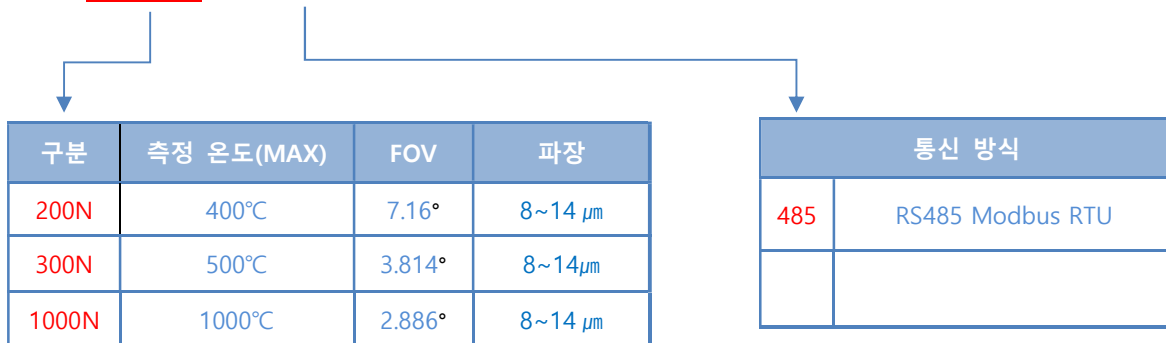 구분 측정 온도(MAX) FOV 파장
200N 400℃ 7.16° 8~14 ㎛
300N 500℃ 3.814° 8~14㎛
1000N 1000℃ 2.886° 8~14 ㎛
통신 방식
485 RS485 Modbus RTU